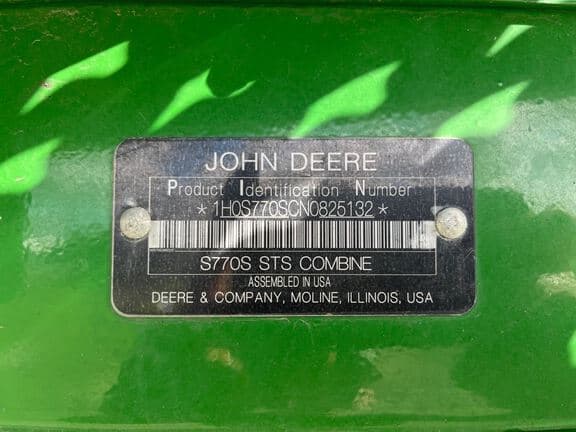 JOHN DEERE
Product Identification Number
*1H0S770SCN0825132*
S770S STS COMBINE
ASSEMBLED IN USA
DEERE & COMPANY, MOLINE, ILLINOIS, USA